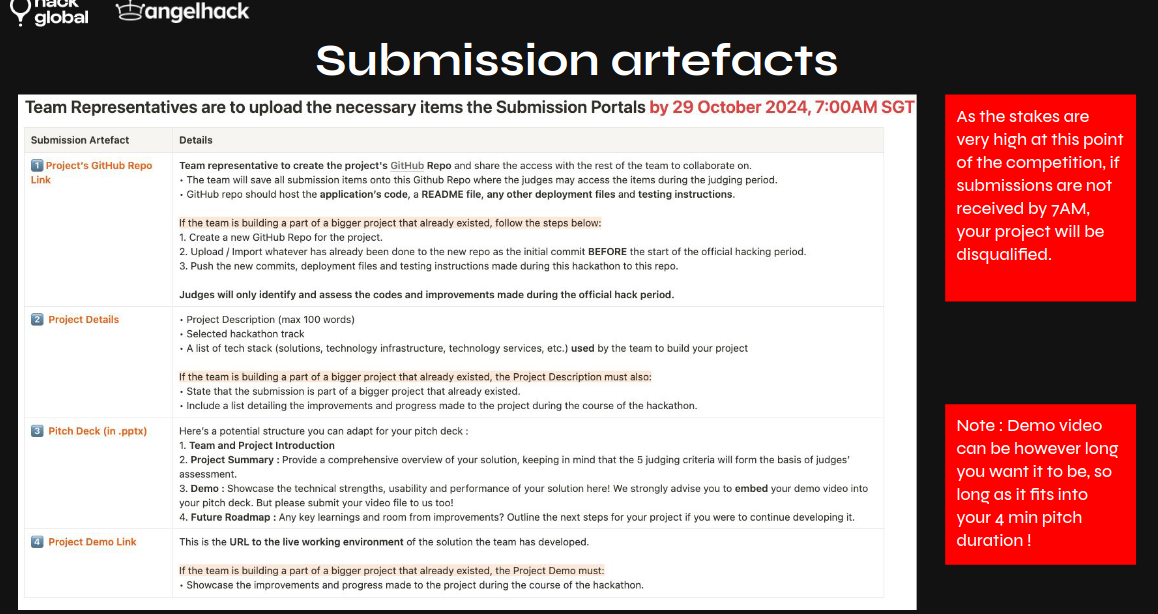 hack
global
angelhack
Submission artefacts
Team Representatives are to upload the necessary items the Submission Portals by 29 October 2024, 7:00AM SGT
Submission Artefact
Details
1 Project's GitHub Repo
Link
Team representative to create the project's GitHub Repo and share the access with the rest of the team to collaborate on.
• The team will save all submission items onto this Github Repo where the judges may access the items during the judging period.
• GitHub repo should host the application's code, a README file, any other deployment files and testing instructions.
If the team is building a part of a bigger project that already existed, follow the steps below:
1. Create a new GitHub Repo for the project.
2. Upload / Import whatever has already been done to the new repo as the initial commit BEFORE the start of the official hacking period.
3. Push the new commits, deployment files and testing instructions made during this hackathon to this repo.
Judges will only identify and assess the codes and improvements made during the official hack period.
2 Project Details
• Project Description (max 100 words)
• Selected hackathon track
• A list of tech stack (solutions, technology infrastructure, technology services, etc.) used by the team to build your project
If the team is building a part of a bigger project that already existed, the Project Description must also:
• State that the submission is part of a bigger project that already existed.
• Include a list detailing the improvements and progress made to the project during the course of the hackathon.
3 Pitch Deck (in .pptx)
Here's a potential structure you can adapt for your pitch deck :
1. Team and Project Introduction
2. Project Summary : Provide a comprehensive overview of your solution, keeping in mind that the 5 judging criteria will form the basis of judges'
assessment.
3. Demo : Showcase the technical strengths, usability and performance of your solution here! We strongly advise you to embed your demo video into
your pitch deck. But please submit your video file to us too!
4. Future Roadmap : Any key learnings and room from improvements? Outline the next steps for your project if you were to continue developing it.
4 Project Demo Link
This is the URL to the live working environment of the solution the team has developed.
If the team is building a part of a bigger project that already existed, the Project Demo must:
• Showcase the improvements and progress made to the project during the course of the hackathon.
As the stakes are
very high at this point
of the competition, if
submissions are not
received by 7AM,
your project will be
disqualified.
Note : Demo video
can be however long
you want it to be, so
long as it fits into
your 4 min pitch
duration !